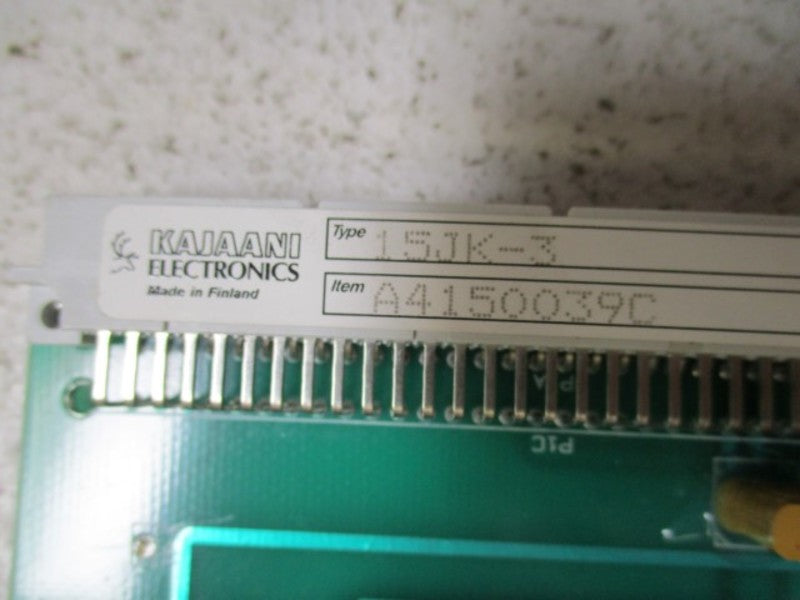 KAJAANI
ELECTRONICS
Made in Finland
Type 15JK-3
Item A4150039C
P1C